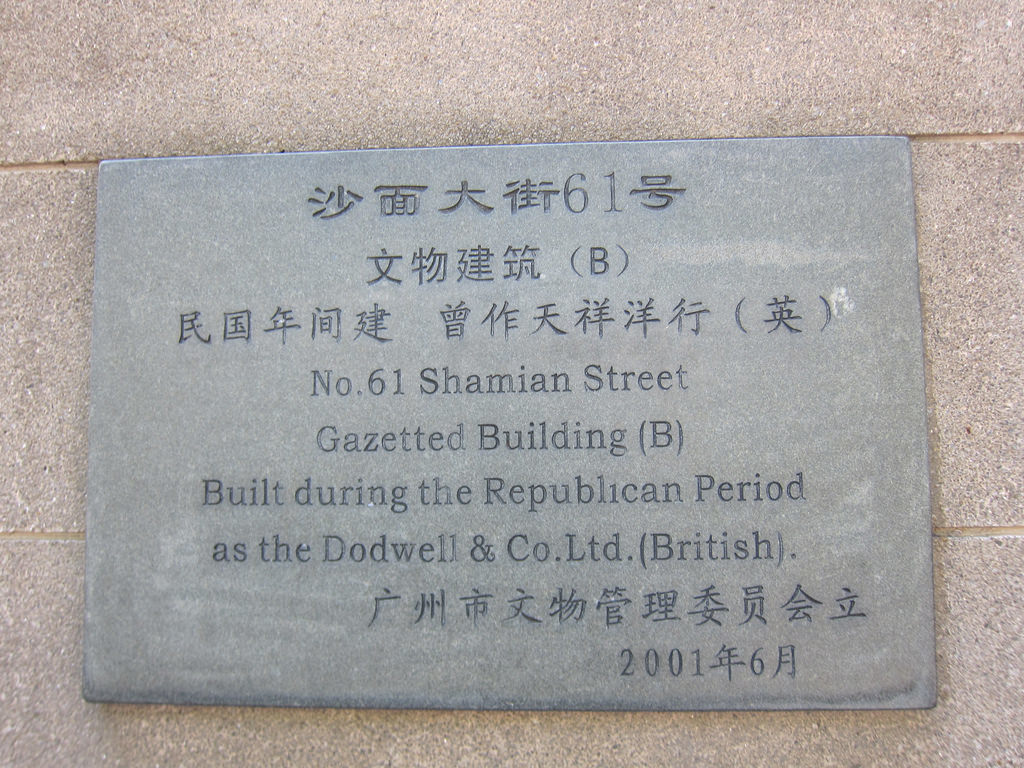 沙面大街61号
文物建筑（B）
民国年间建 曾作天祥洋行（英）
No.61 Shamian Street
Gazetted Building (B)
Built during the Republican Period
as the Dodwell & Co.Ltd.(British).
广州市文物管理委员会立
2001年6月